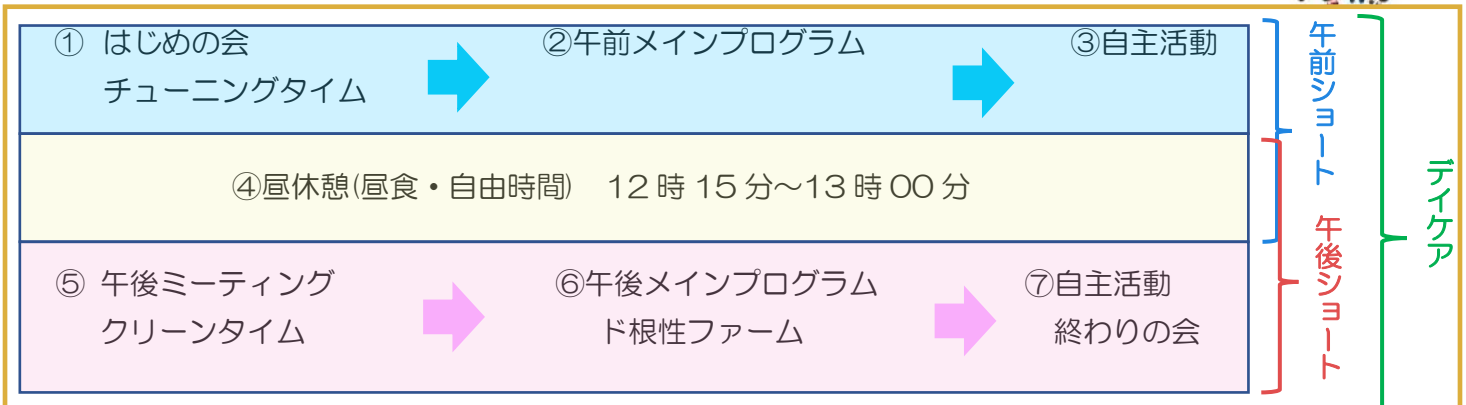 ① はじめの会
チューニングタイム
②午前メインプログラム
③自主活動
④昼休憩(昼食・自由時間) 12時15分～13時00分
⑤ 午後ミーティング
クリーンタイム
⑥午後メインプログラム
ド根性ファーム
⑦自主活動
終わりの会
午前ショート
午後ショート
デイケア